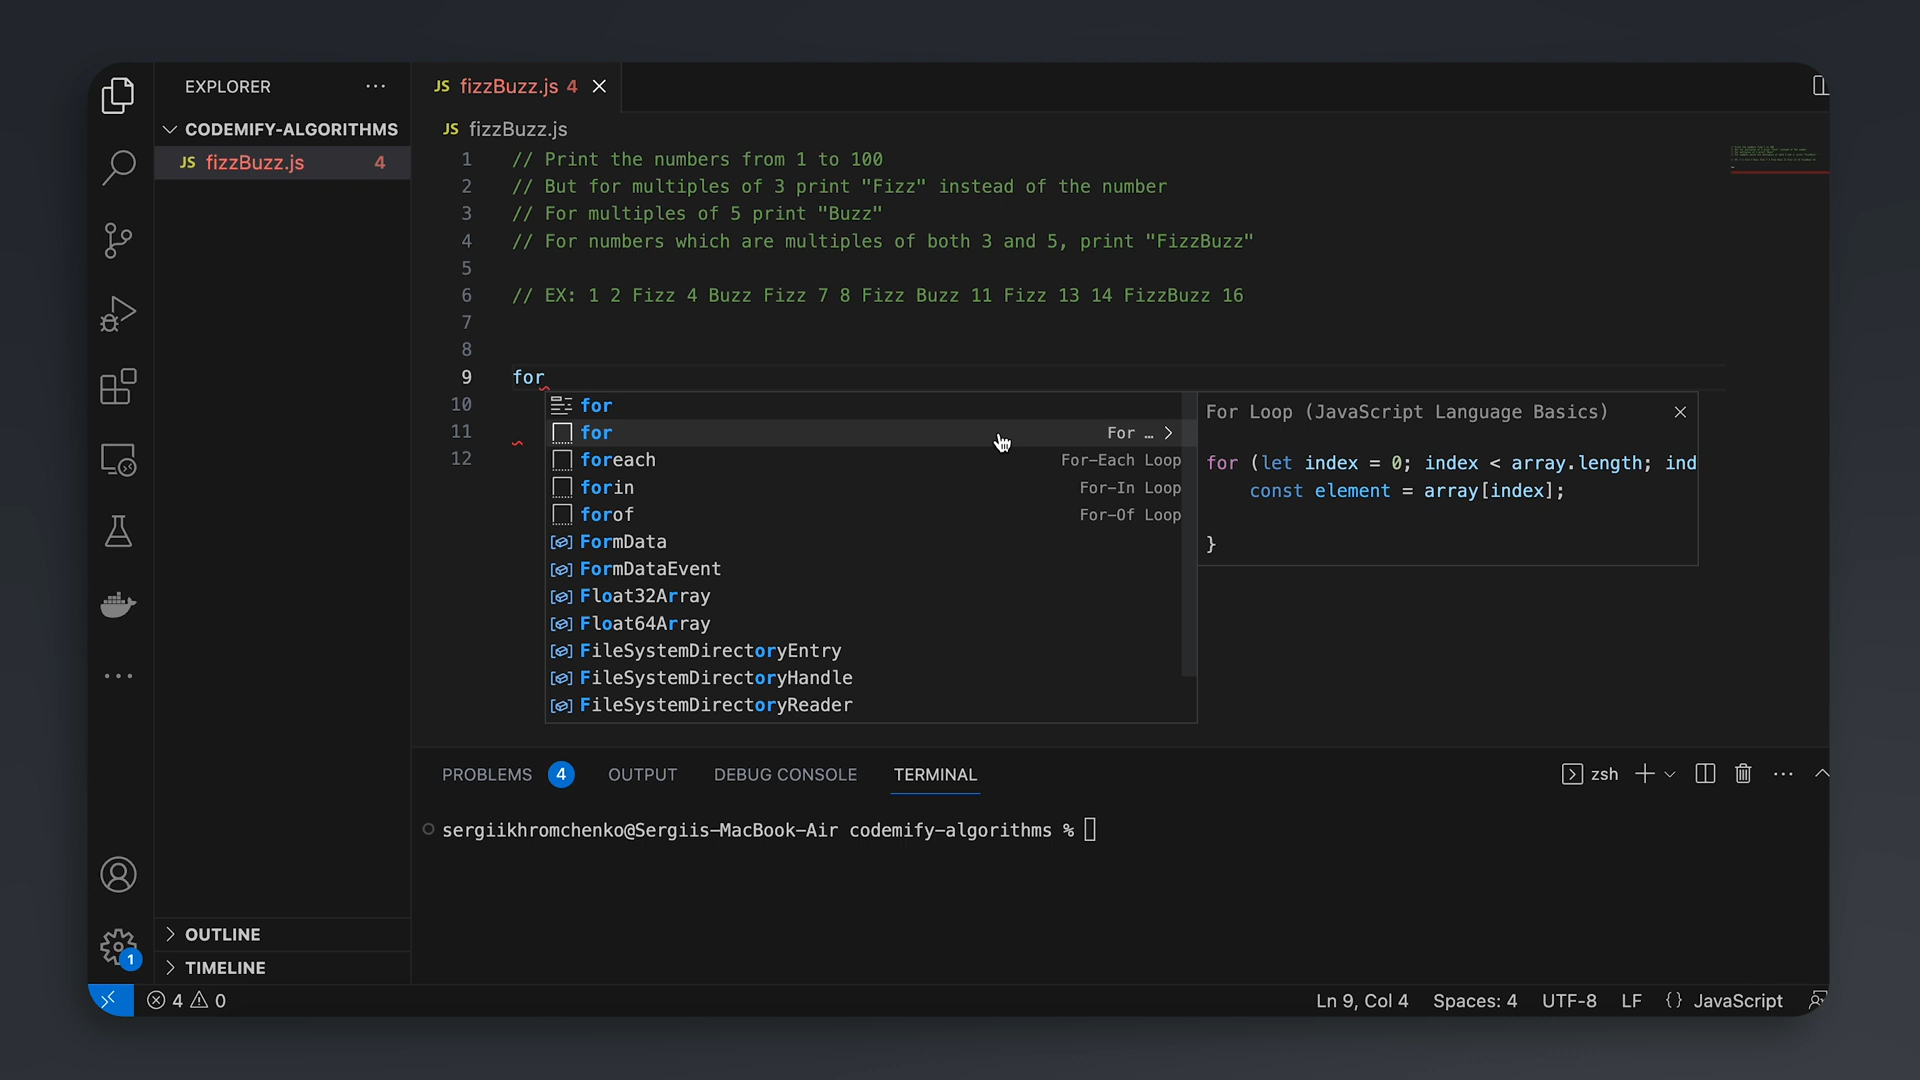 EXPLORER
CODEMIFY-ALGORITHMS
JS fizzBuzz.js 4
OUTLINE
TIMELINE
1
JS fizzBuzz.js 4
JS fizzBuzz.js
1 // Print the numbers from 1 to 100
2 // But for multiples of 3 print "Fizz" instead of the number
3 // For multiples of 5 print "Buzz"
4 // For numbers which are multiples of both 3 and 5, print "FizzBuzz"
5
6 // EX: 1 2 Fizz 4 Buzz Fizz 7 8 Fizz Buzz 11 Fizz 13 14 FizzBuzz 16
7
8
9 for
10
11
12
for
for For …
foreach For-Each Loop
forin For-In Loop
forof For-Of Loop
FormData
FormDataEvent
Float32Array
Float64Array
FileSystemDirectoryEntry
FileSystemDirectoryHandle
FileSystemDirectoryReader
For Loop (JavaScript Language Basics)
for (let index = 0; index < array.length; ind
const element = array[index];
}
PROBLEMS 4 OUTPUT DEBUG CONSOLE TERMINAL zsh
sergiikhromchenko@Sergiis-MacBook-Air codemify-algorithms %
4 0 Ln 9, Col 4 Spaces: 4 UTF-8 LF {} JavaScript